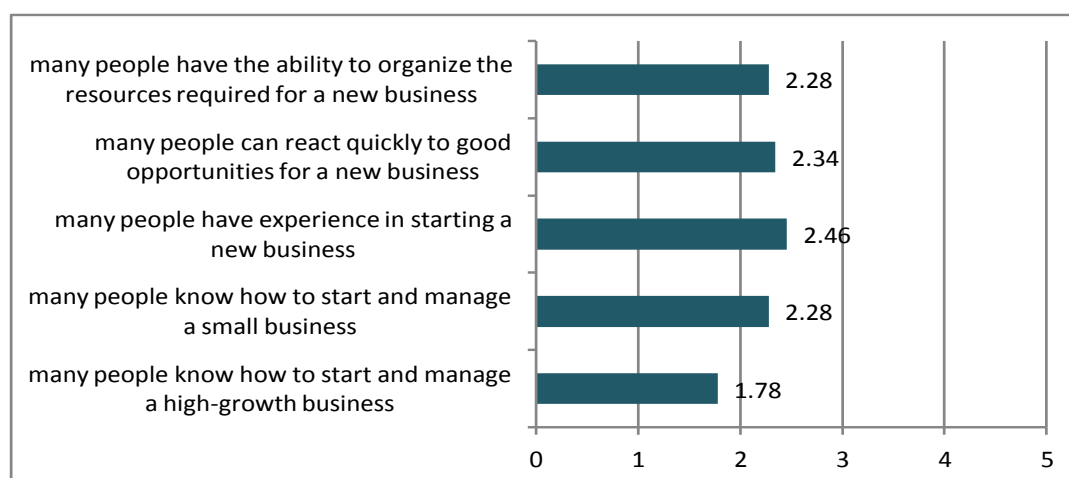 many people have the ability to organize the
resources required for a new business
2.28
many people can react quickly to good
opportunities for a new business
2.34
many people have experience in starting a
new business
2.46
many people know how to start and manage
a small business
2.28
many people know how to start and manage
a high-growth business
1.78
0 1 2 3 4 5